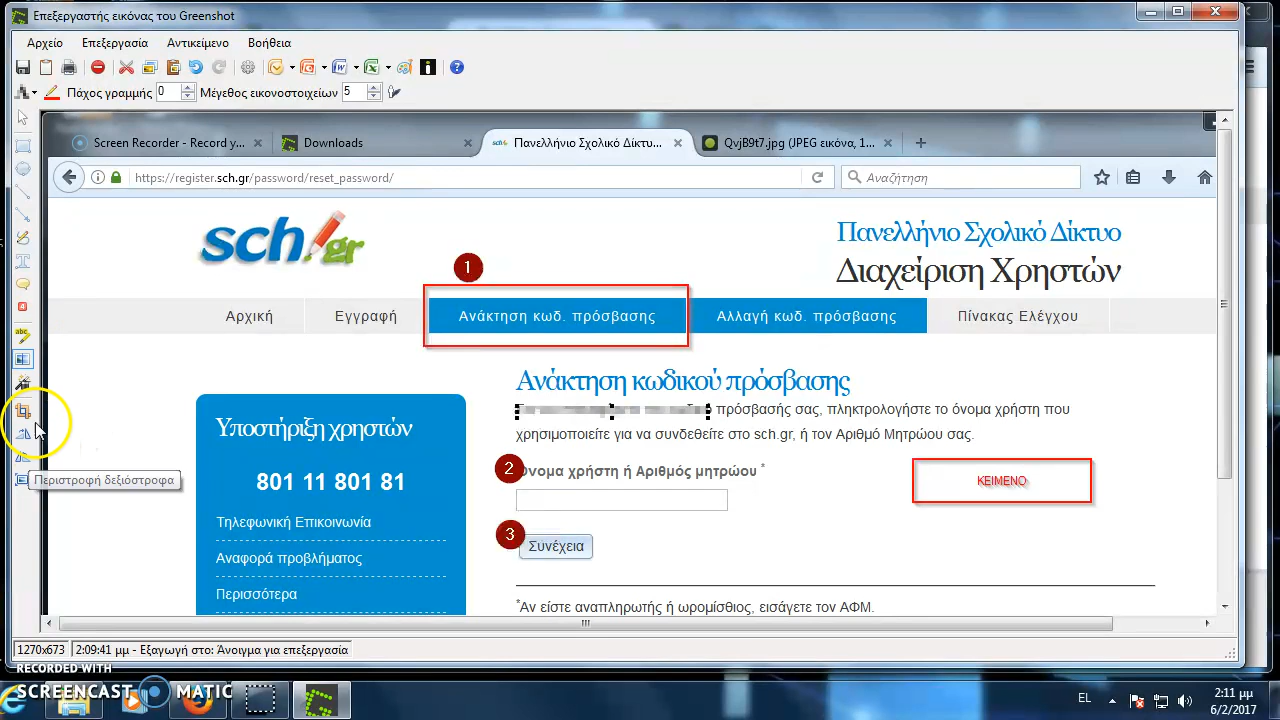 Επεξεργαστής εικόνας του Greenshot
Αρχείο Επεξεργασία Αντικείμενο Βοήθεια
Πάχος γραμμής 0 Μέγεθος εικονοστοιχείων 5
Screen Recorder - Record y... Downloads Πανελλήνιο Σχολικό Δίκτυ... QvjB9t7.jpg (JPEG εικόνα, 1...
https://register.sch.gr/password/reset_password/ Αναζήτηση
sch.gr
Πανελλήνιο Σχολικό Δίκτυο
Διαχείριση Χρηστών
1
Αρχική Εγγραφή Ανάκτηση κωδ. πρόσβασης Αλλαγή κωδ. πρόσβασης Πίνακας Ελέγχου
Ανάκτηση κωδικού πρόσβασης
πρόσβασής σας, πληκτρολογήστε το όνομα χρήστη που
χρησιμοποιείτε για να συνδεθείτε στο sch.gr, ή τον Αριθμό Μητρώου σας.
Υποστήριξη χρηστών
801 11 801 81
Τηλεφωνική Επικοινωνία
Αναφορά προβλήματος
Περισσότερα
2 Όνομα χρήστη ή Αριθμός μητρώου *
ΚΕΙΜΕΝΟ
3 Συνέχεια
*Αν είστε αναπληρωτής ή ωρομίσθιος, εισάγετε τον ΑΦΜ.
Περιστροφή δεξιόστροφα
1270x673 2:09:41 μμ - Εξαγωγή στο: Άνοιγμα για επεξεργασία
RECORDED WITH
SCREENCAST MATIC
EL 2:11 μμ
6/2/2017